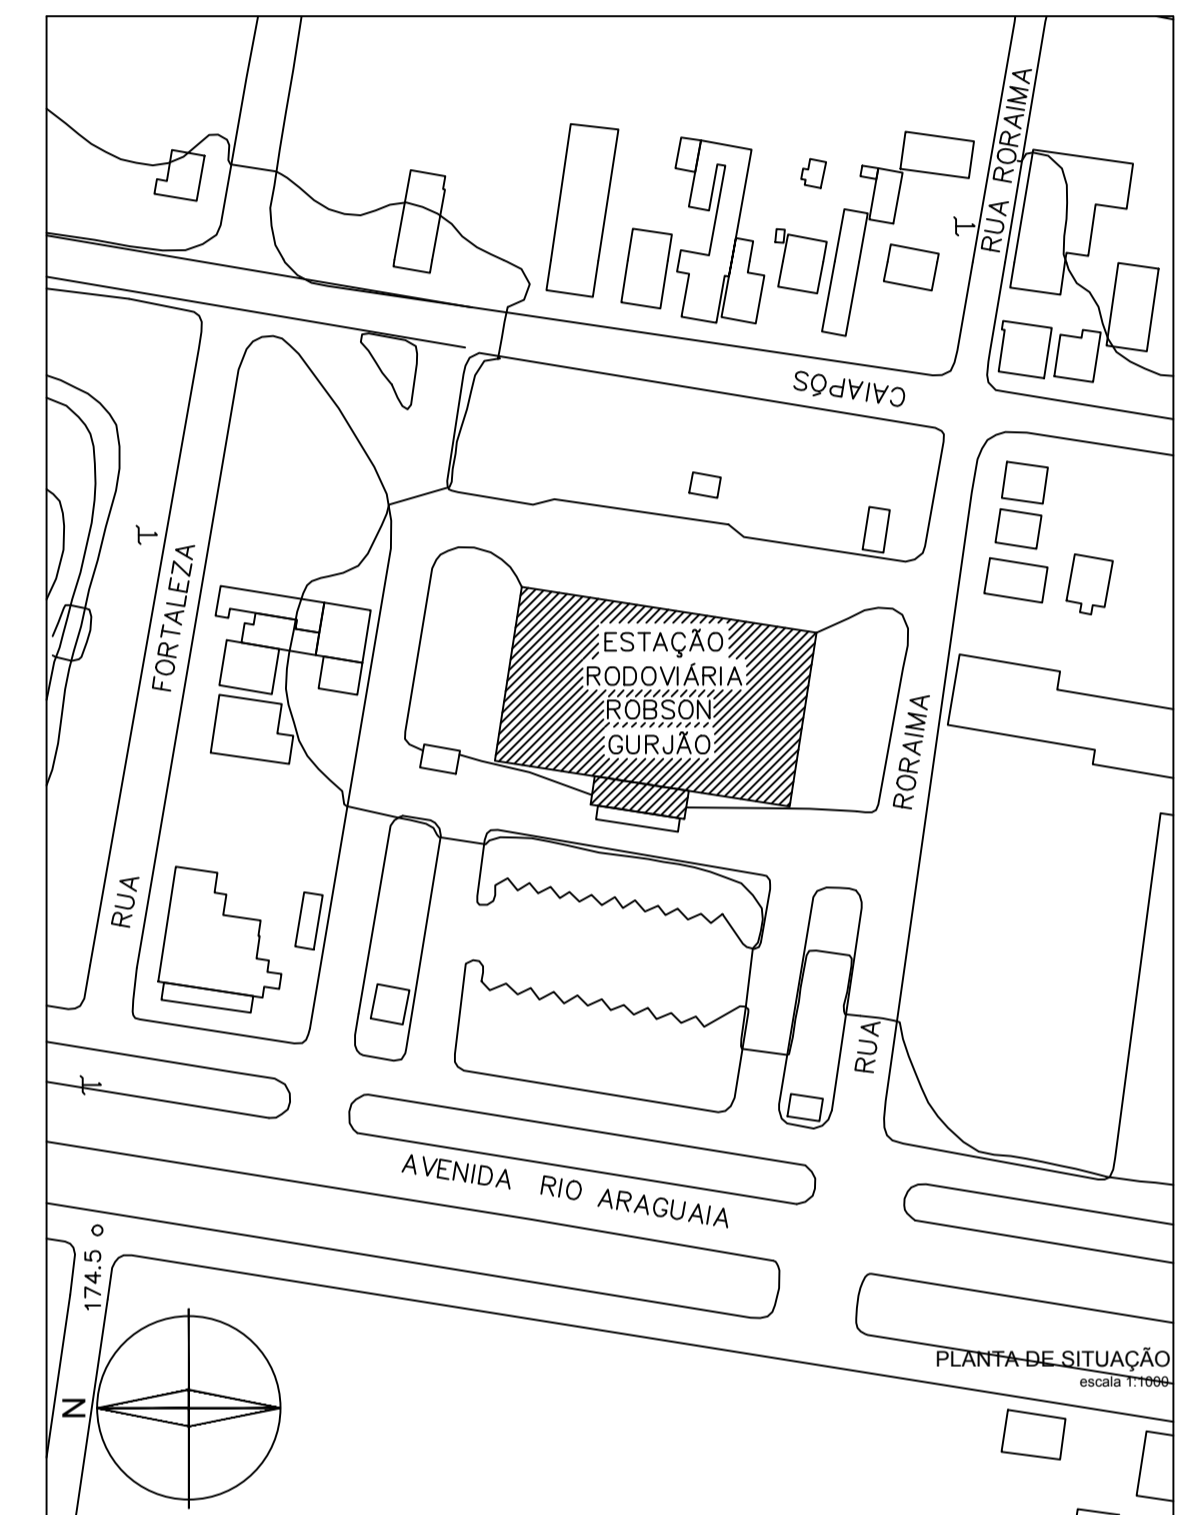 RUA RORAIMA
CAIAPÓS
FORTALEZA
RUA
ESTAÇÃO
RODOVIÁRIA
ROBSON
GURJÃO
RORAIMA
RUA
AVENIDA RIO ARAGUAIA
174.5
N
PLANTA DE SITUAÇÃO
escala 1:1000